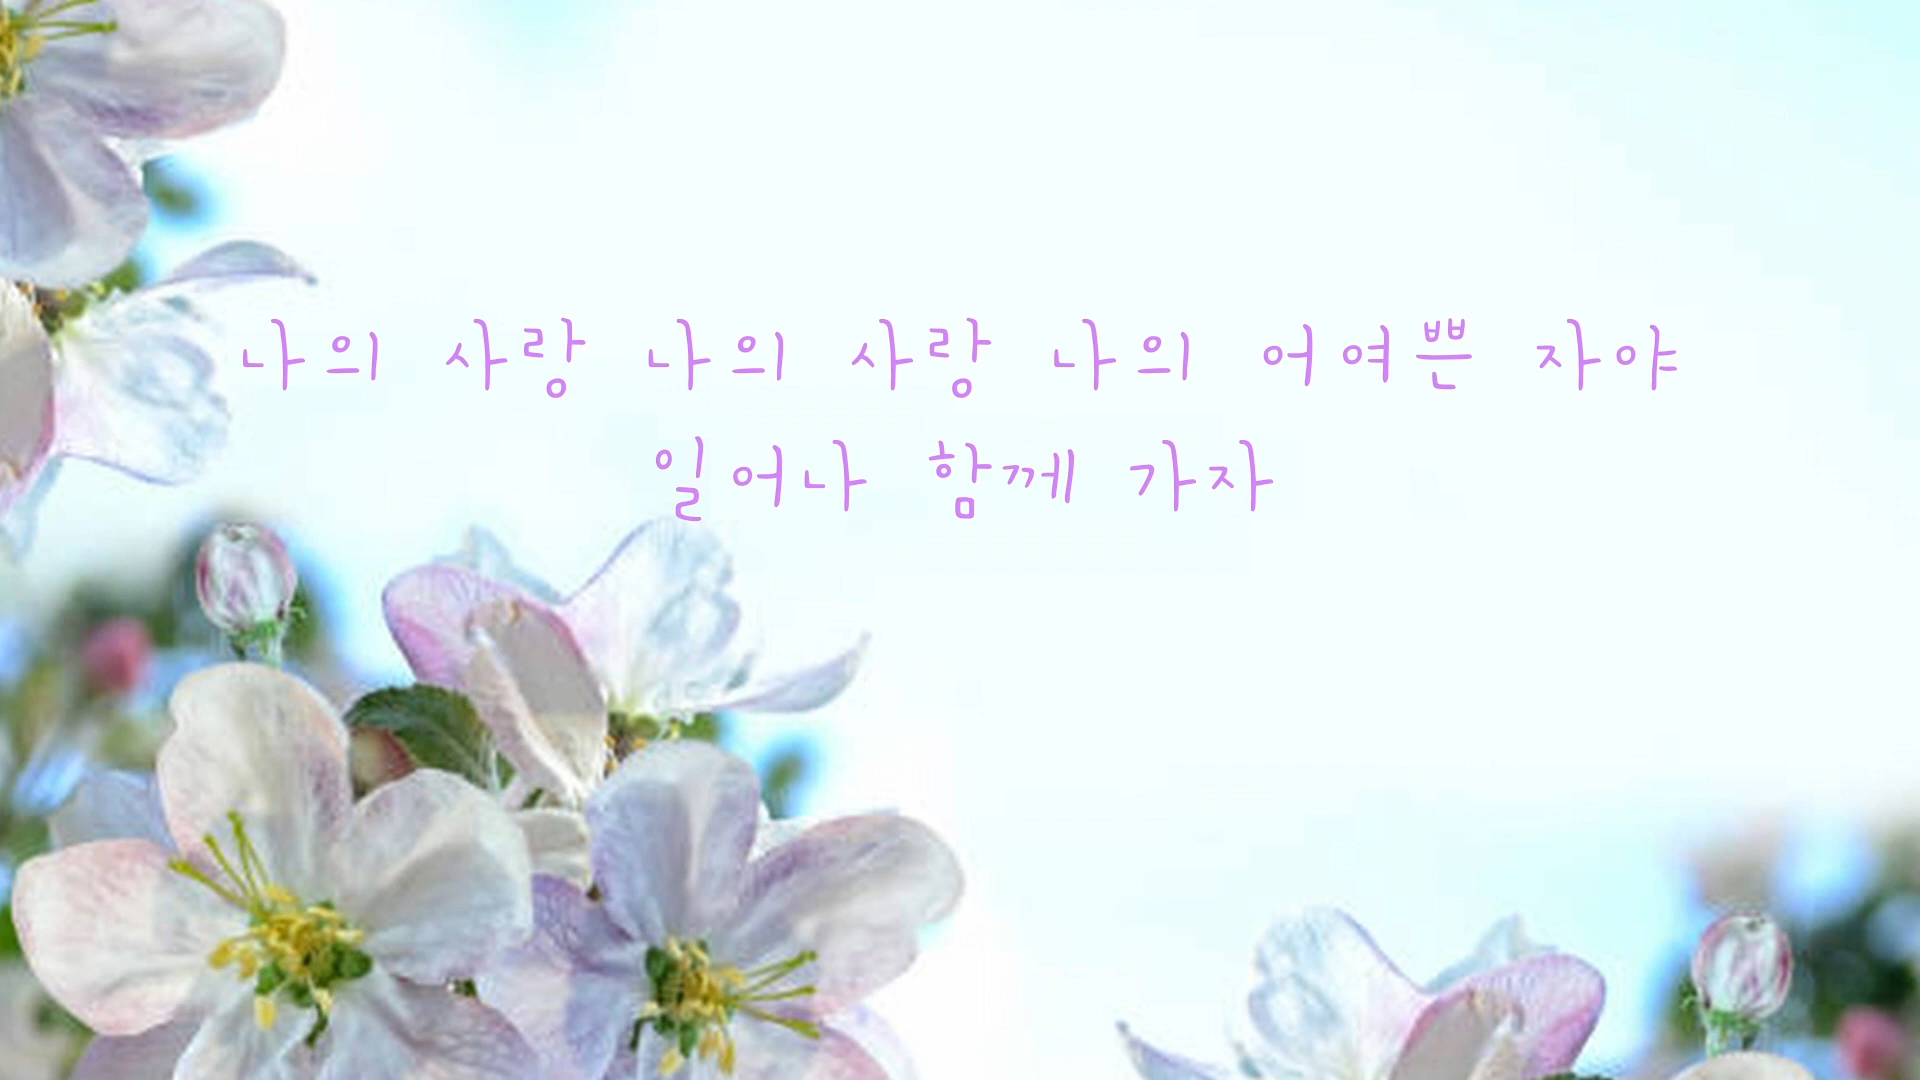 나의 사랑 나의 사랑 나의 어여쁜 자야
일어나 함께 가자